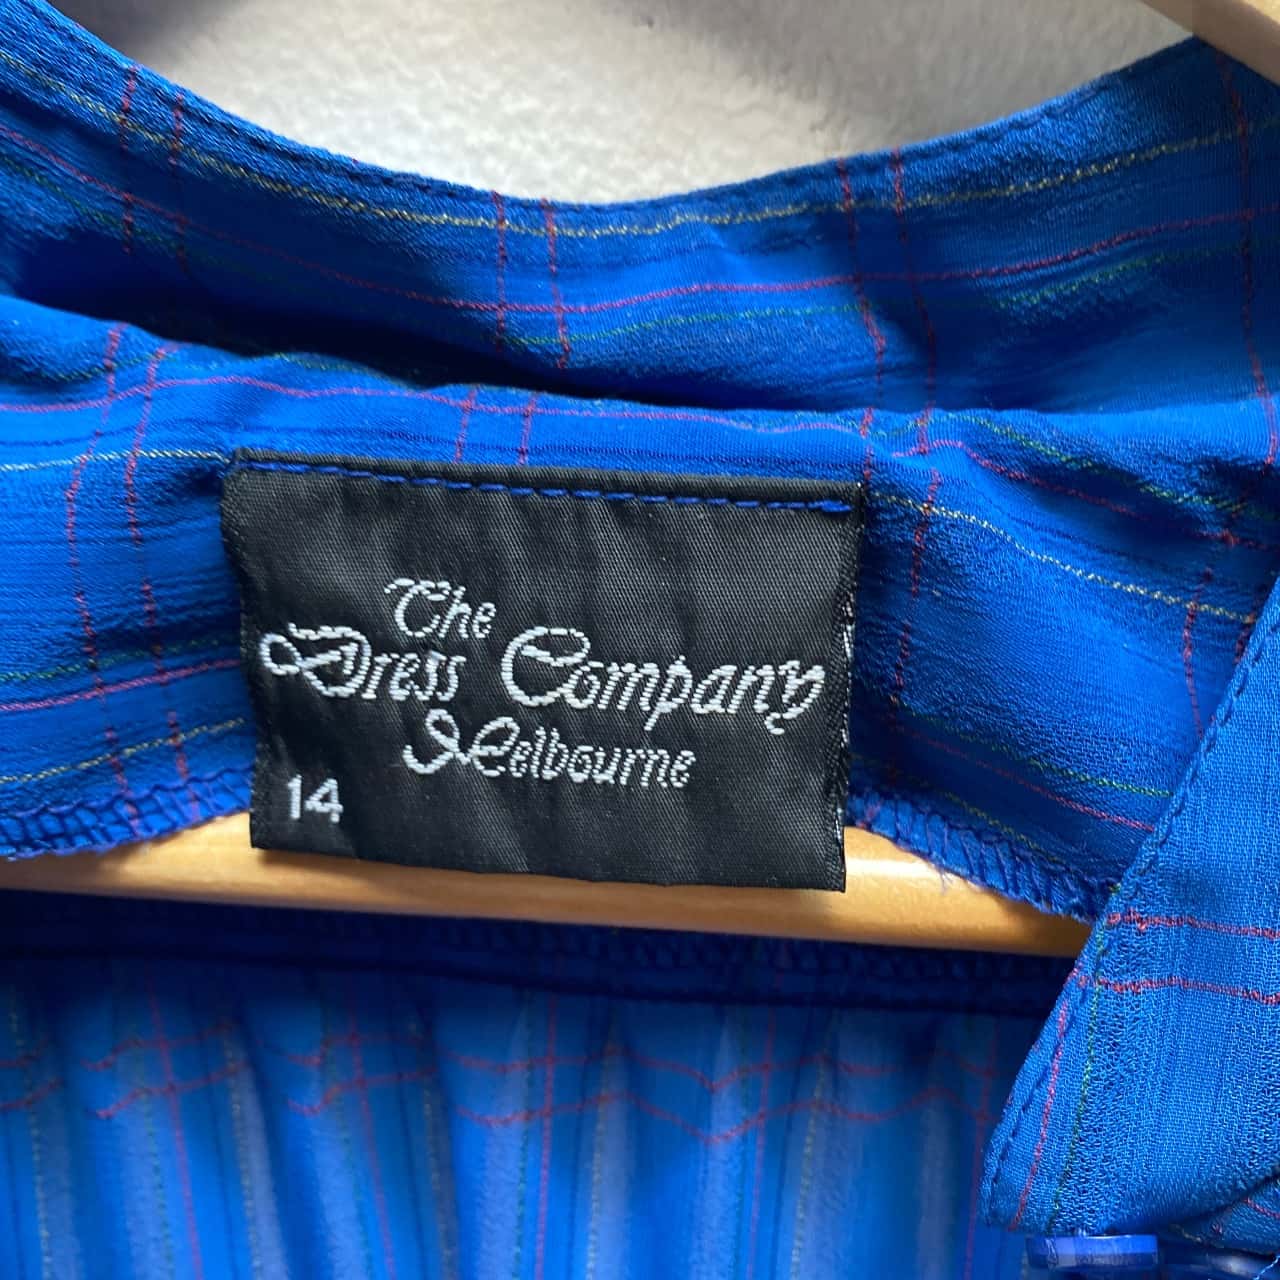 The
Dress Company
Melbourne
14